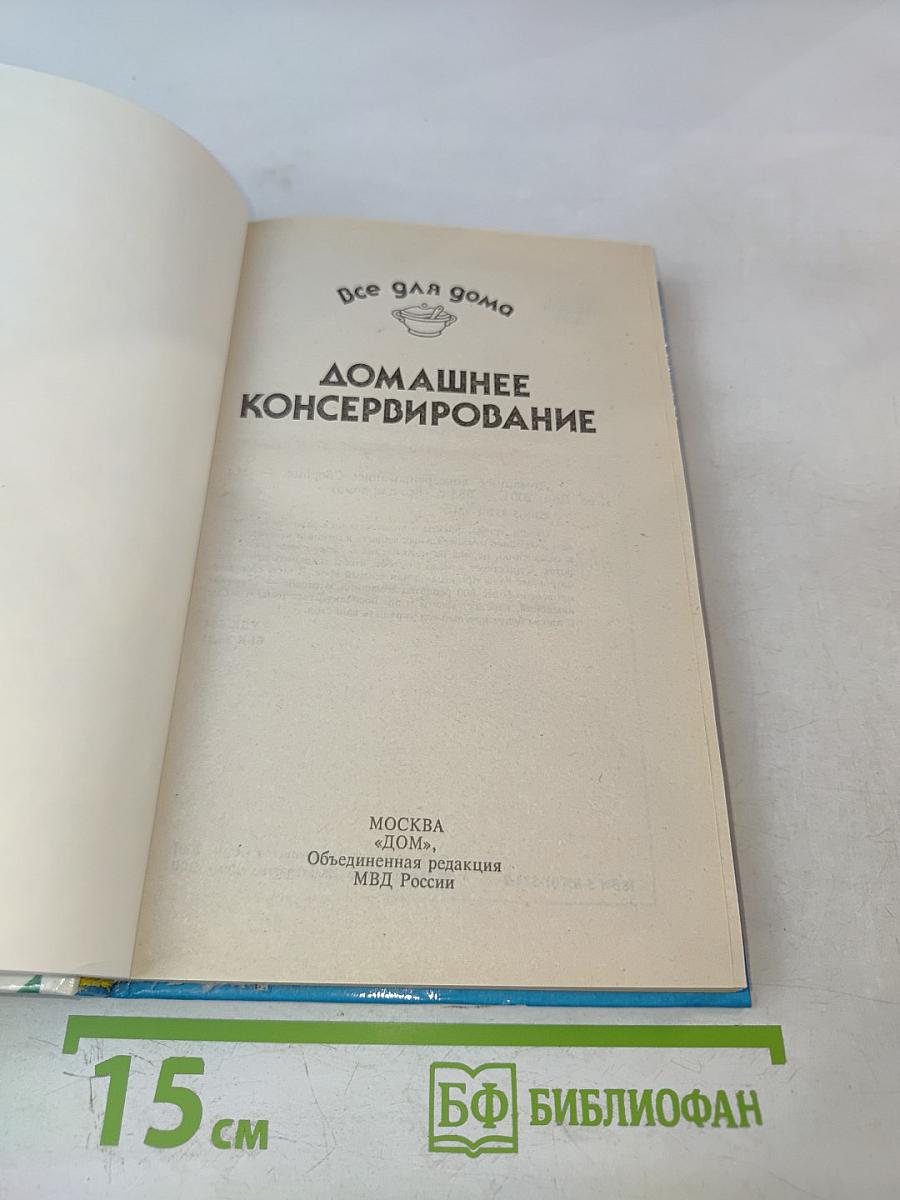 Все для дома
ДОМАШНЕЕ
КОНСЕРВИРОВАНИЕ
МОСКВА
«ДОМ»,
Объединенная редакция
МВД России
15 см
БФ БИБЛИОФАН